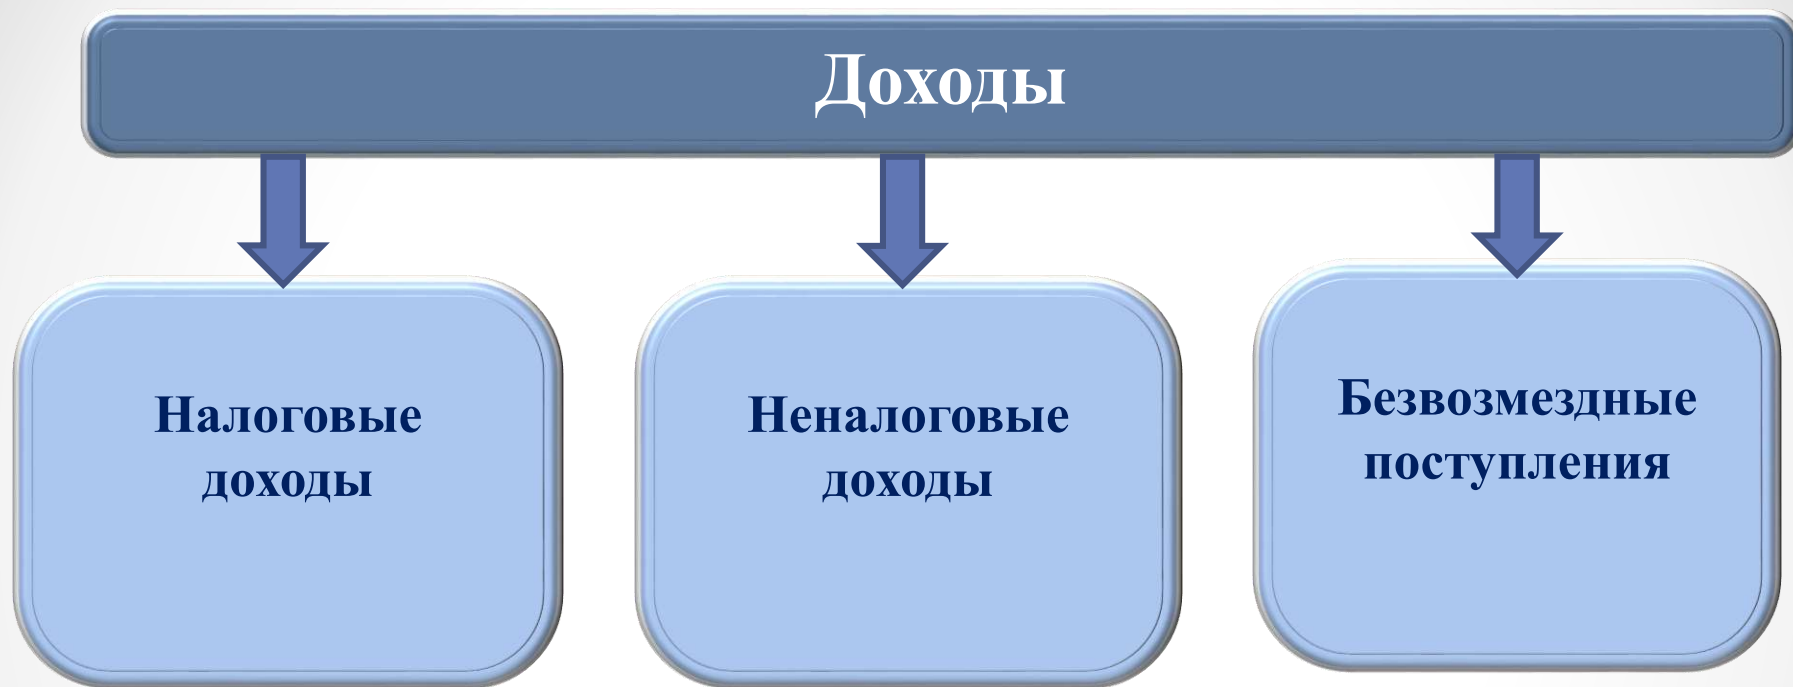 Доходы
Налоговые
доходы
Неналоговые
доходы
Безвозмездные
поступления